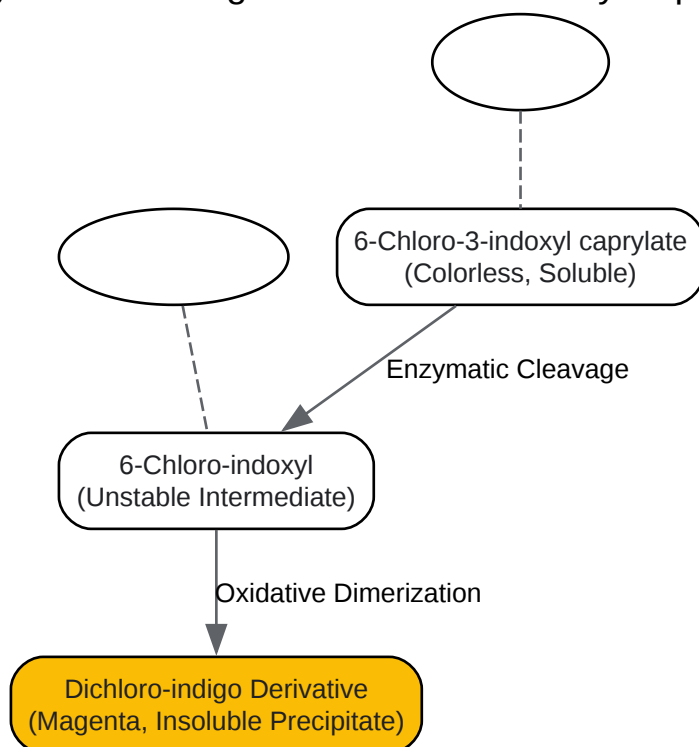 6-Chloro-3-indoxyl caprylate
(Colorless, Soluble)
Enzymatic Cleavage
6-Chloro-indoxyl
(Unstable Intermediate)
Oxidative Dimerization
Dichloro-indigo Derivative
(Magenta, Insoluble Precipitate)